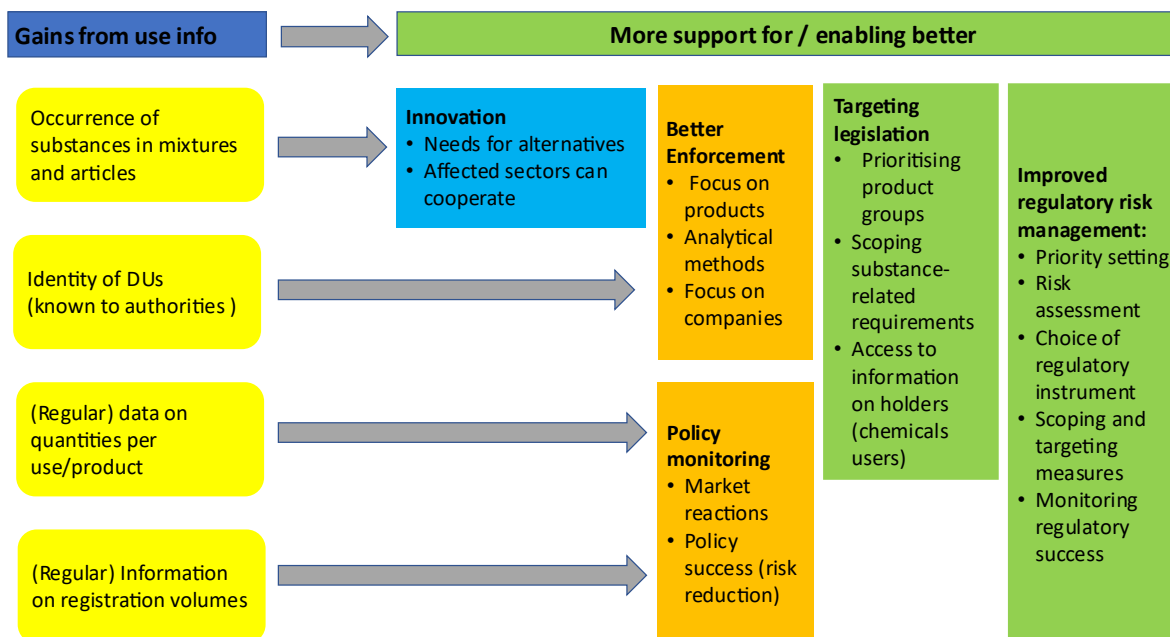 Gains from use info
More support for / enabling better
Occurrence of
substances in mixtures
and articles
Identity of DUs
(known to authorities )
(Regular) data on
quantities per
use/product
(Regular) Information
on registration volumes
Innovation
• Needs for alternatives
• Affected sectors can
cooperate
Better
Enforcement
• Focus on
products
• Analytical
methods
• Focus on
companies
Policy
monitoring
• Market
reactions
• Policy
success (risk
reduction)
Targeting
legislation
• Prioritising
product
groups
• Scoping
substance-
related
requirements
• Access to
information
on holders
(chemicals
users)
Improved
regulatory risk
management:
• Priority setting
• Risk
assessment
• Choice of
regulatory
instrument
• Scoping and
targeting
measures
• Monitoring
regulatory
success